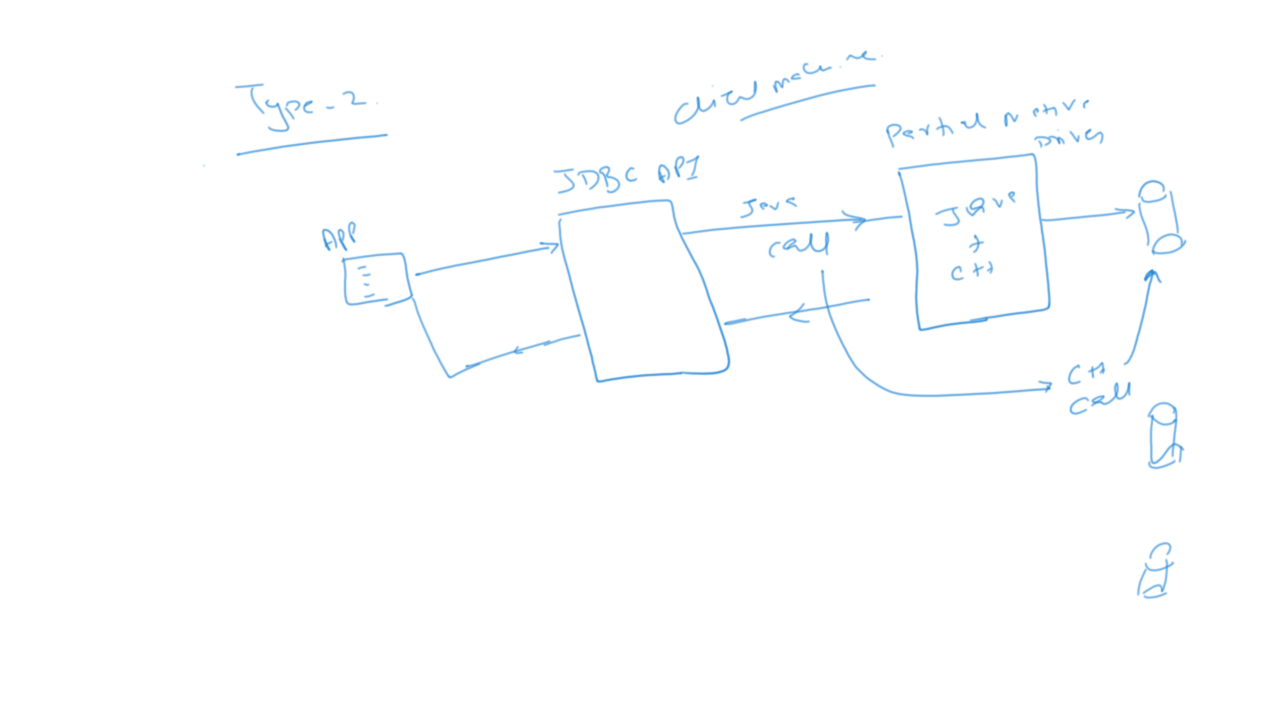 Type-2.
client machine.
Partial Native
Driver
JDBC API
APP
Java
call
Java
+
C++
C++
call